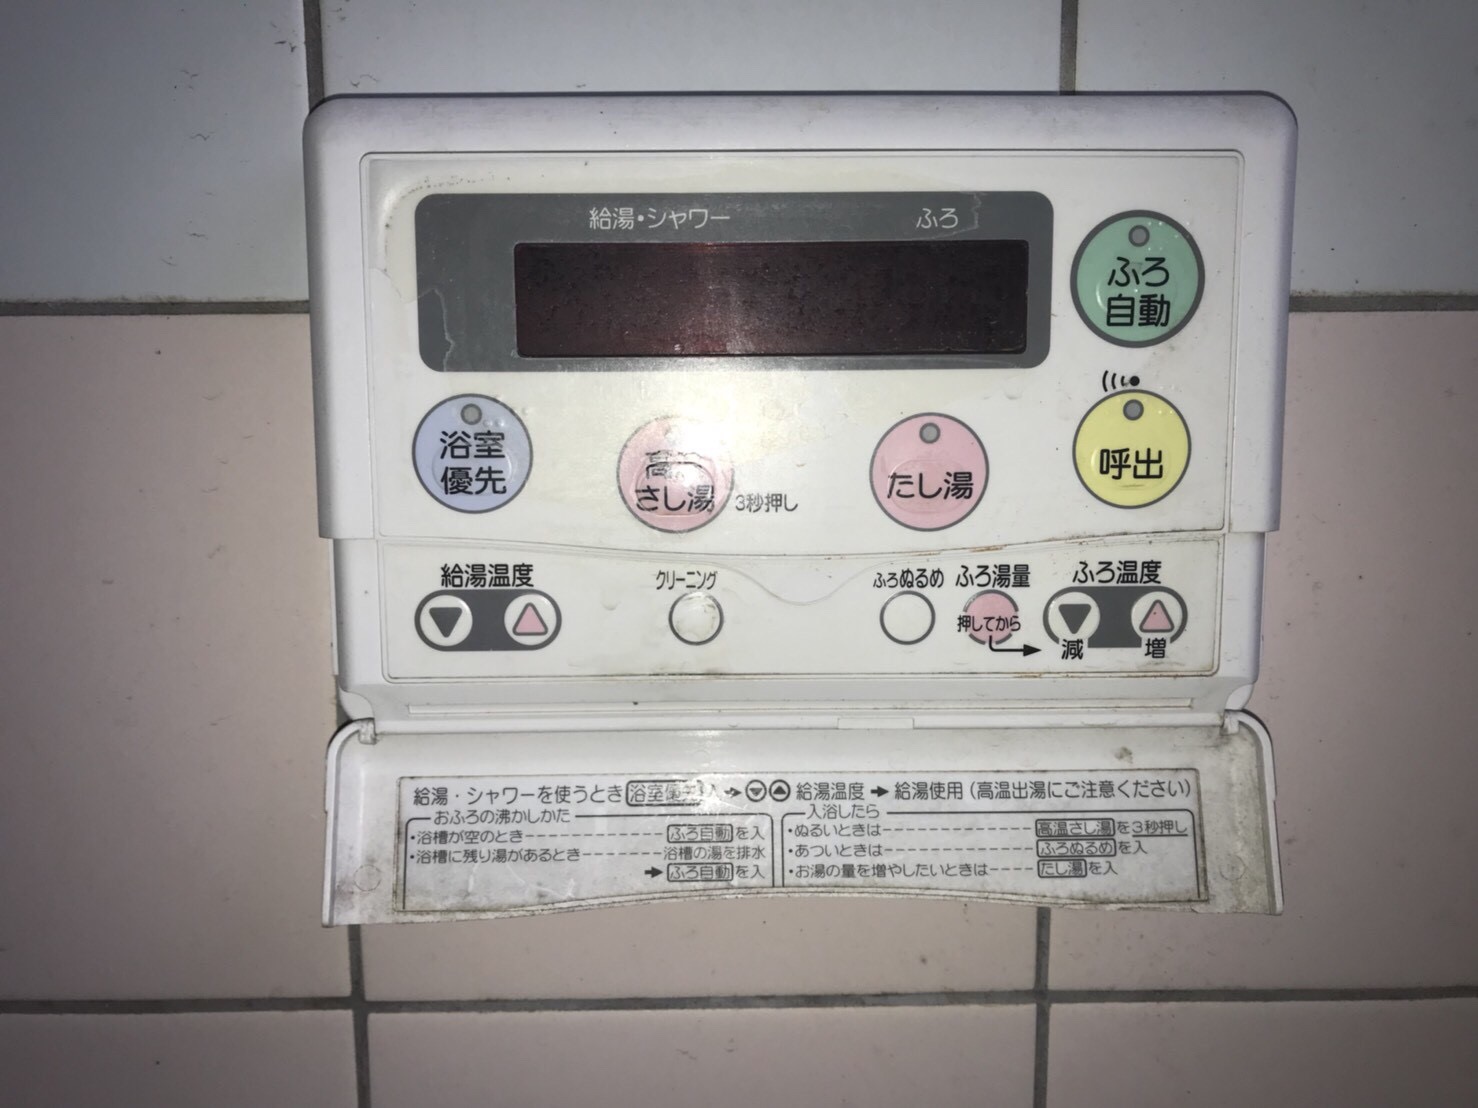 給湯・シャワー ふろ
ふろ
自動
浴室
優先
高温
さし湯
3秒押し
たし湯
呼出
給湯温度
クリーニング
ふろぬるめ
ふろ湯量
押してから
ふろ温度
減 増
給湯・シャワーを使うとき 浴室優先 入 ➔ ▽△ 給湯温度 ➔ 給湯使用（高温出湯にご注意ください）
おふろの沸かしかた
・浴槽が空のとき-------------ふろ自動を入
・浴槽に残り湯があるとき-------浴槽の湯を排水
➔ ふろ自動を入
入浴したら
・ぬるいときは-------------高温さし湯を3秒押し
・あついときは-------------ふろぬるめを入
・お湯の量を増やしたいときは-----たし湯を入